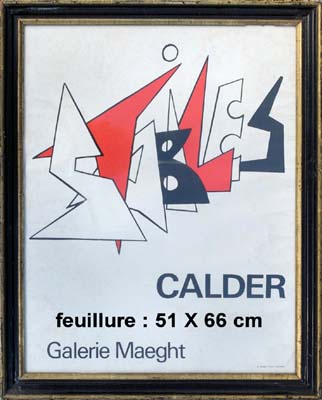 STABILES
CALDER
feuillure : 51 X 66 cm
Galerie Maeght